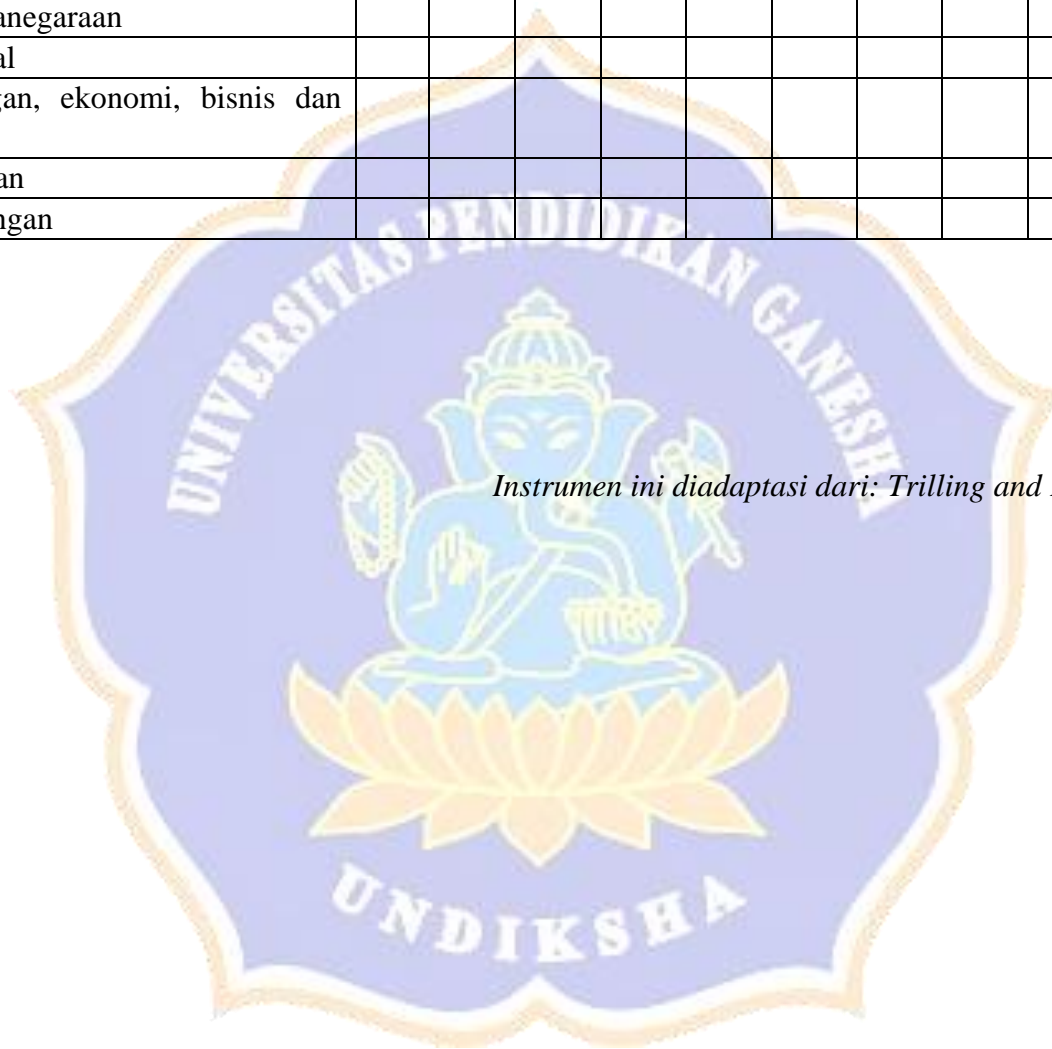 anegaraan
al
gan, ekonomi, bisnis dan
an
ngan
UNIVERSITAS PENDIDIKAN GANESHA
Instrumen ini diadaptasi dari: Trilling and
UNDIKSHA